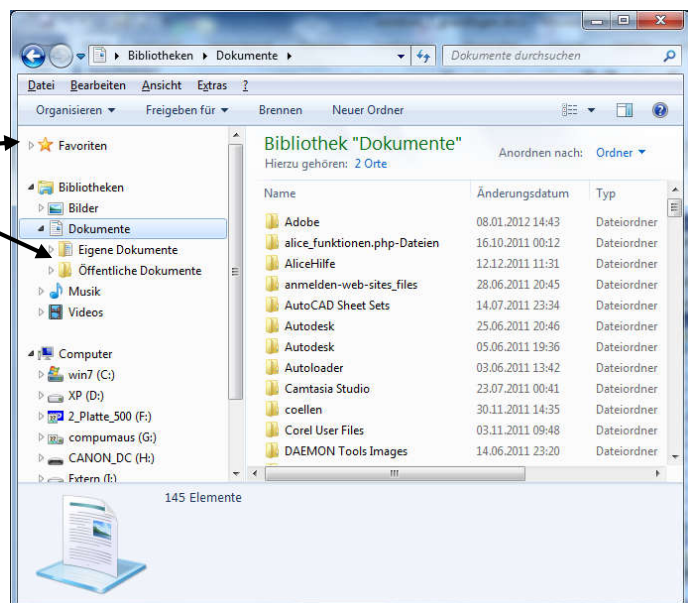 Bibliotheken Dokumente
Dokumente durchsuchen
Datei Bearbeiten Ansicht Extras ?
Organisieren Freigeben für Brennen Neuer Ordner
Favoriten
Bibliotheken
Bilder
Dokumente
Eigene Dokumente
Öffentliche Dokumente
Musik
Videos
Computer
win7 (C:)
XP (D:)
2_Platte_500 (F:)
compumaus (G:)
CANON_DC (H:)
Extern (I:)
Bibliothek "Dokumente"
Hierzu gehören: 2 Orte
Anordnen nach: Ordner
Name Änderungsdatum Typ
Adobe 08.01.2012 14:43 Dateiordner
alice_funktionen.php-Dateien 16.10.2011 00:12 Dateiordner
AliceHilfe 12.12.2011 11:31 Dateiordner
anmelden-web-sites_files 28.06.2011 20:45 Dateiordner
AutoCAD Sheet Sets 14.07.2011 23:34 Dateiordner
Autodesk 25.06.2011 20:46 Dateiordner
Autodesk 05.06.2011 19:36 Dateiordner
Autoloader 03.06.2011 13:42 Dateiordner
Camtasia Studio 23.07.2011 00:41 Dateiordner
coellen 30.11.2011 14:35 Dateiordner
Corel User Files 03.11.2011 09:48 Dateiordner
DAEMON Tools Images 14.06.2011 23:20 Dateiordner
145 Elemente